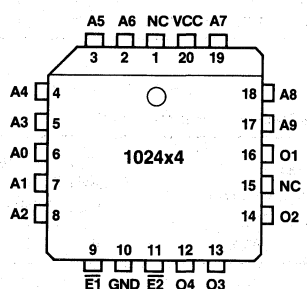 A5 A6 NC VCC A7
3 2 1 20 19
A4 4 18 A8
A3 5 17 A9
A0 6 1024x4 16 O1
A1 7 15 NC
A2 8 14 O2
9 10 11 12 13
E̅1̅ GND E̅2̅ O4 O3